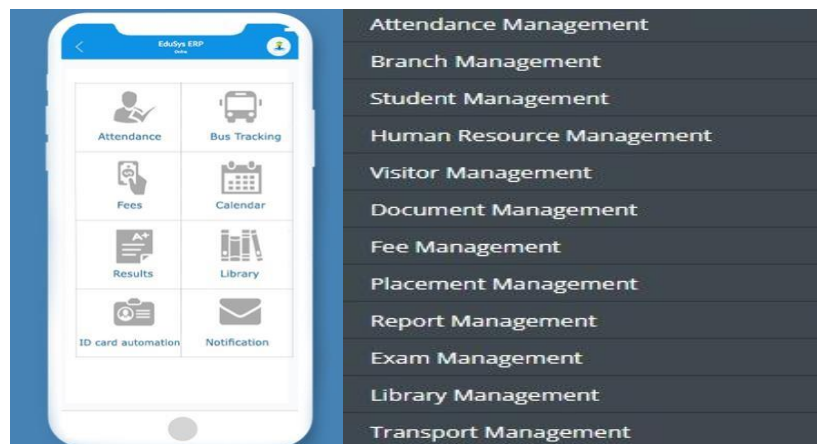 EduSys ERP
Attendance
Bus Tracking
Fees
Calendar
A+
Results
Library
ID card automation
Notification
Attendance Management
Branch Management
Student Management
Human Resource Management
Visitor Management
Document Management
Fee Management
Placement Management
Report Management
Exam Management
Library Management
Transport Management